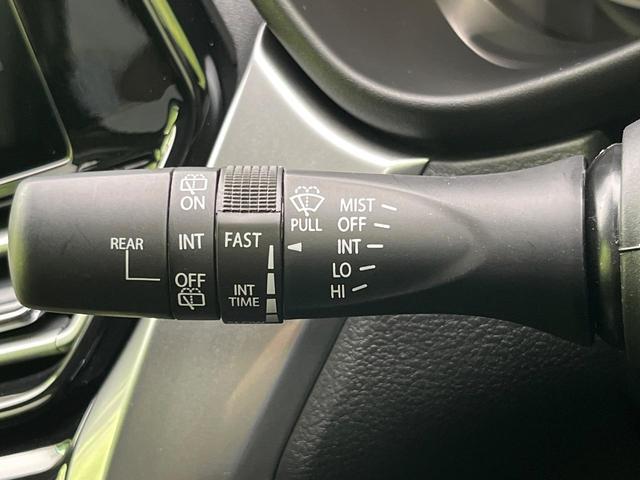 REAR
ON
INT
OFF
FAST
INT
TIME
PULL
MIST
OFF
INT
LO
HI